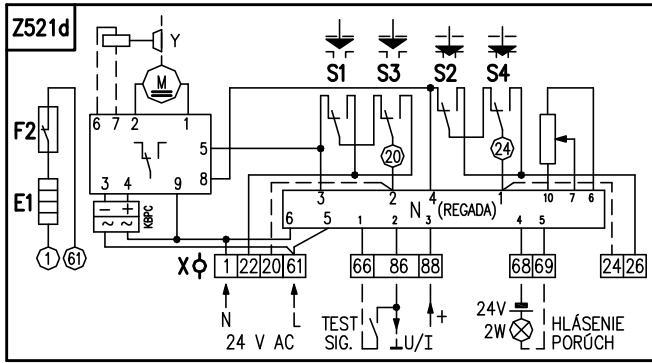 Z521d
Y
S1 S3 S2 S4
M
6 7 2 1
F2
5
8
20
24
3 4 9
3 2 4 1 10 7 6
E1
- +
~ ~
KBPC
N (REGADA)
6 5 1 2 3 4 5
1 61
X 1 22 20 61 66 86 88 68 69 24 26
N L
24 V AC
TEST
SIG.
U/I
+
24V
2W
HLÁSENIE
PORÚCH